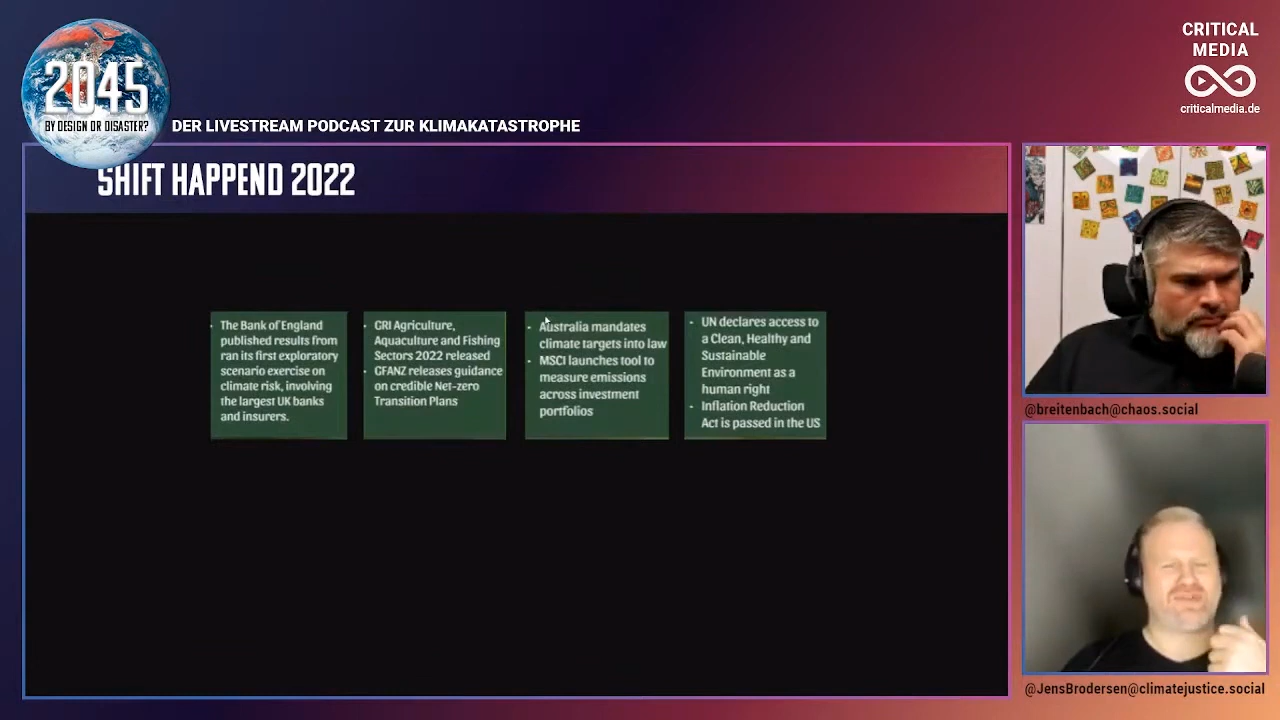 2045
BY DESIGN OR DISASTER?
DER LIVESTREAM PODCAST ZUR KLIMAKATASTROPHE
CRITICAL
MEDIA
criticalmedia.de
SHIFT HAPPEND 2022
The Bank of England
published results from
ran its first exploratory
scenario exercise on
climate risk, involving
the largest UK banks
and insurers.
GRI Agriculture,
Aquaculture and Fishing
Sectors 2022 released
GFANZ releases guidance
on credible Net-zero
Transition Plans
Australia mandates
climate targets into law
MSCI launches tool to
measure emissions
across investment
portfolios
UN declares access to
a Clean, Healthy and
Sustainable
Environment as a
human right
Inflation Reduction
Act is passed in the US
@breitenbach@chaos.social
@JensBrodersen@climatejustice.social